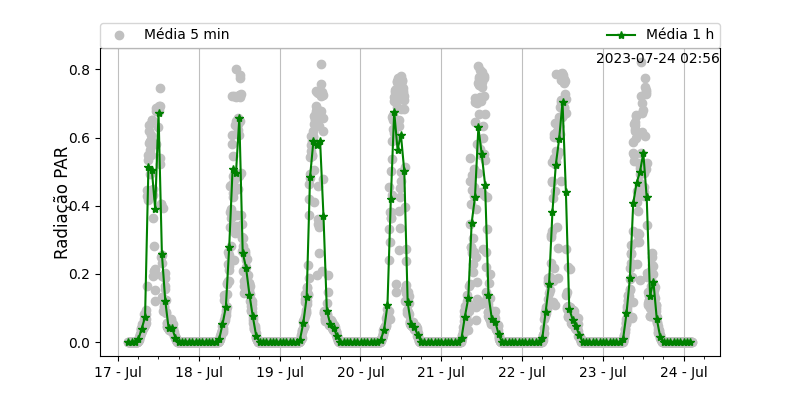 Média 5 min
Média 1 h
2023-07-24 02:56
Radiação PAR
0.8
0.6
0.4
0.2
0.0
17 - Jul
18 - Jul
19 - Jul
20 - Jul
21 - Jul
22 - Jul
23 - Jul
24 - Jul